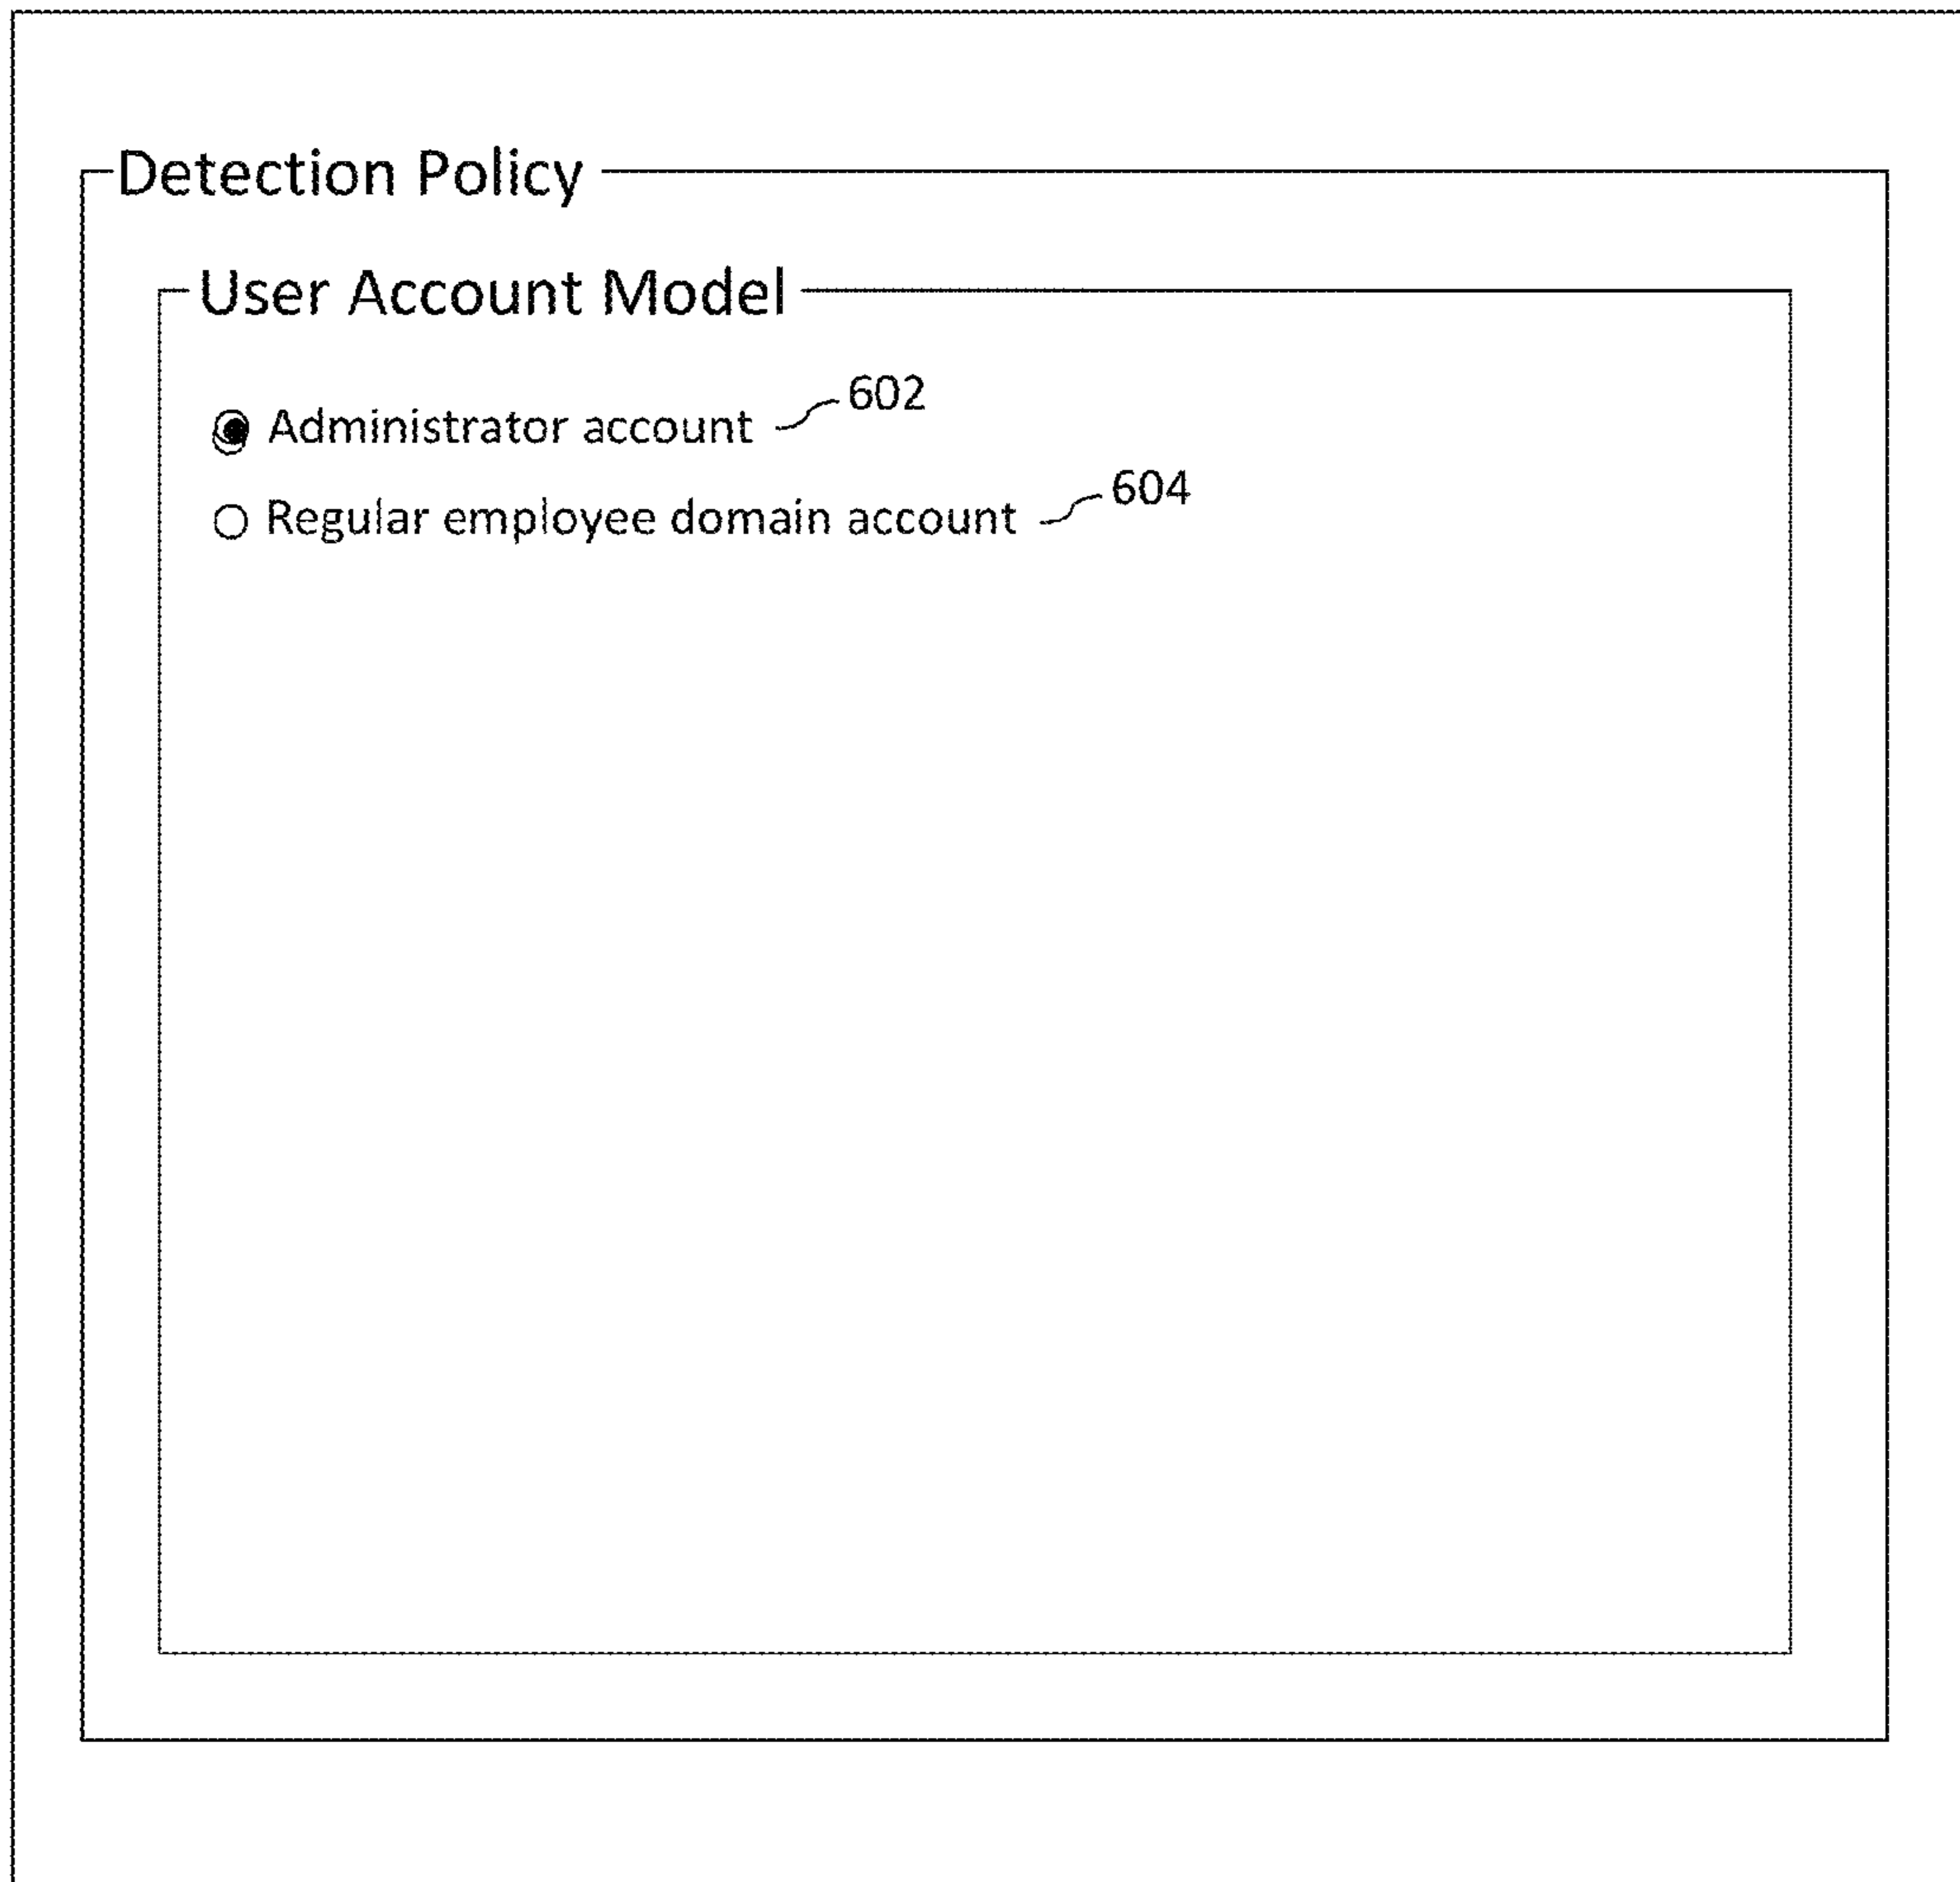 Detection Policy
User Account Model
Administrator account 602
Regular employee domain account 604